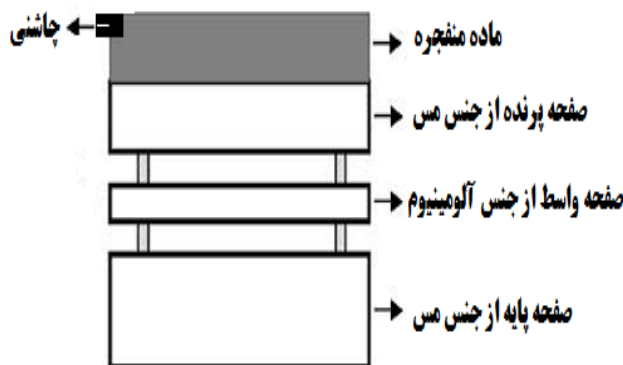 چاشنی
ماده منفجره
صفحه پرنده از جنس مس
صفحه واسط از جنس آلومینیوم
صفحه پایه از جنس مس